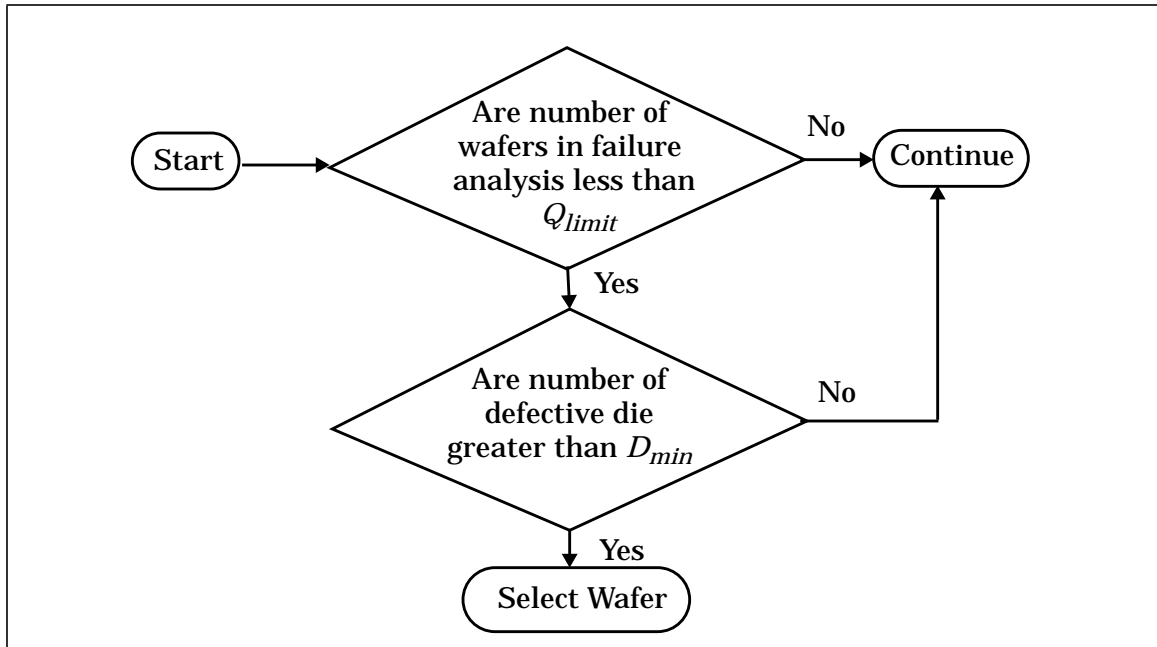 Start
Are number of
wafers in failure
analysis less than
Q_limit
No
Continue
Yes
Are number of
defective die
greater than D_min
No
Yes
Select Wafer